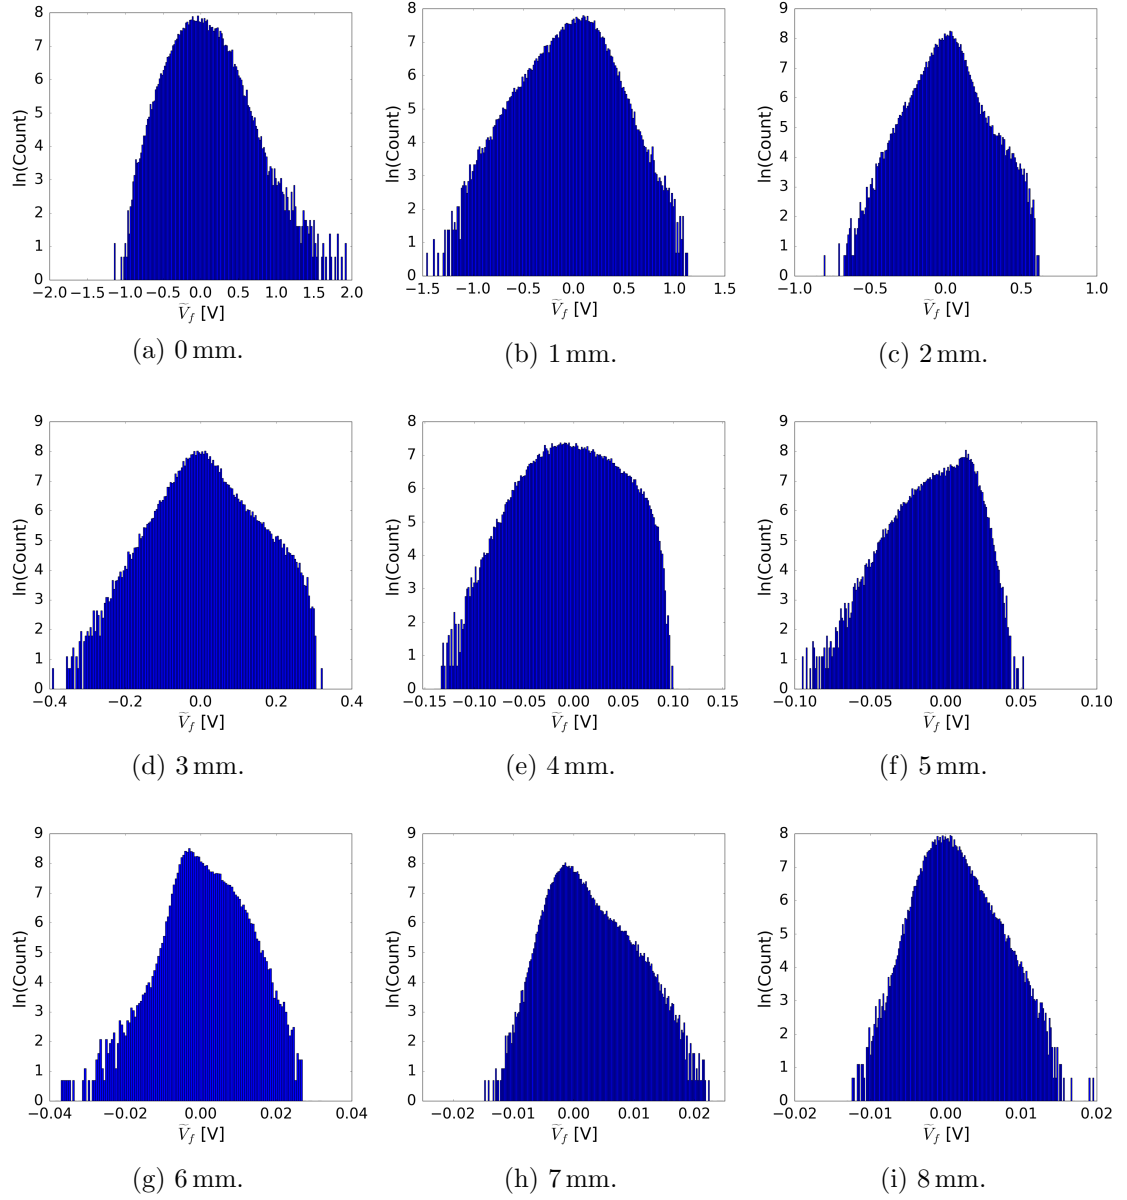 8
7
6
5
4
3
2
1
0
ln(Count)
−2.0 −1.5 −1.0 −0.5 0.0 0.5 1.0 1.5 2.0
Ṽf [V]
(a) 0 mm.
8
7
6
5
4
3
2
1
0
ln(Count)
−1.5 −1.0 −0.5 0.0 0.5 1.0 1.5
Ṽf [V]
(b) 1 mm.
9
8
7
6
5
4
3
2
1
0
ln(Count)
−1.0 −0.5 0.0 0.5 1.0
Ṽf [V]
(c) 2 mm.
9
8
7
6
5
4
3
2
1
0
ln(Count)
−0.4 −0.2 0.0 0.2 0.4
Ṽf [V]
(d) 3 mm.
8
7
6
5
4
3
2
1
0
ln(Count)
−0.15 −0.10 −0.05 0.00 0.05 0.10 0.15
Ṽf [V]
(e) 4 mm.
9
8
7
6
5
4
3
2
1
0
ln(Count)
−0.10 −0.05 0.00 0.05 0.10
Ṽf [V]
(f) 5 mm.
9
8
7
6
5
4
3
2
1
0
ln(Count)
−0.04 −0.02 0.00 0.02 0.04
Ṽf [V]
(g) 6 mm.
9
8
7
6
5
4
3
2
1
0
ln(Count)
−0.02 −0.01 0.00 0.01 0.02
Ṽf [V]
(h) 7 mm.
8
7
6
5
4
3
2
1
0
ln(Count)
−0.02 −0.01 0.00 0.01 0.02
Ṽf [V]
(i) 8 mm.